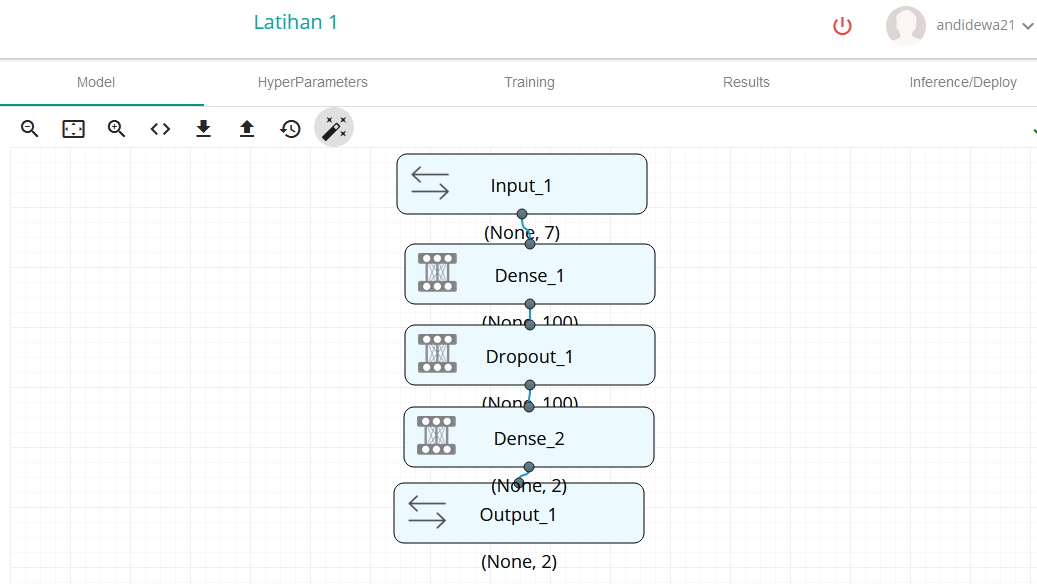 Latihan 1
andidewa21
Model
HyperParameters
Training
Results
Inference/Deploy
Input_1
(None, 7)
Dense_1
(None, 100)
Dropout_1
(None, 100)
Dense_2
(None, 2)
Output_1
(None, 2)